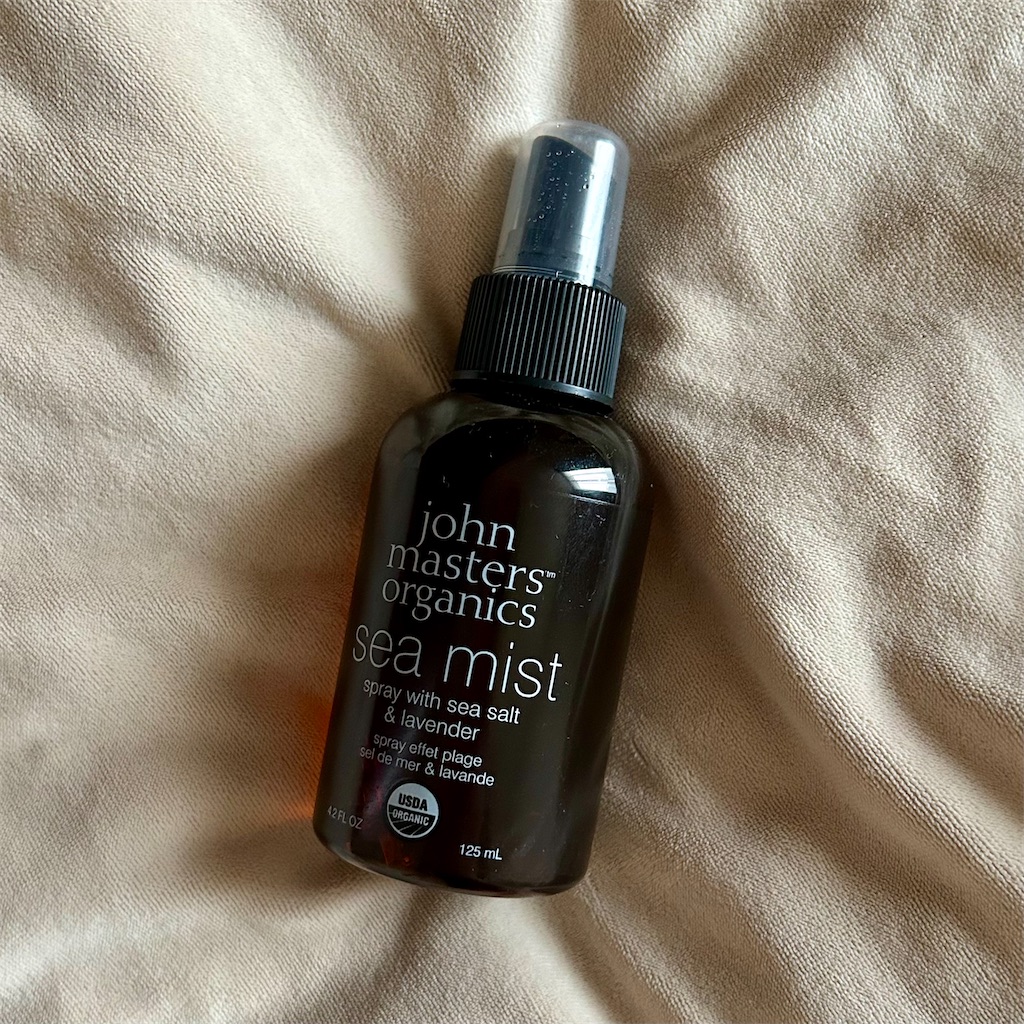 john
masters™
organics
sea mist
spray with sea salt
& lavender
spray effet plage
sel de mer & lavande
USDA
ORGANIC
4.2 FL OZ
125 mL